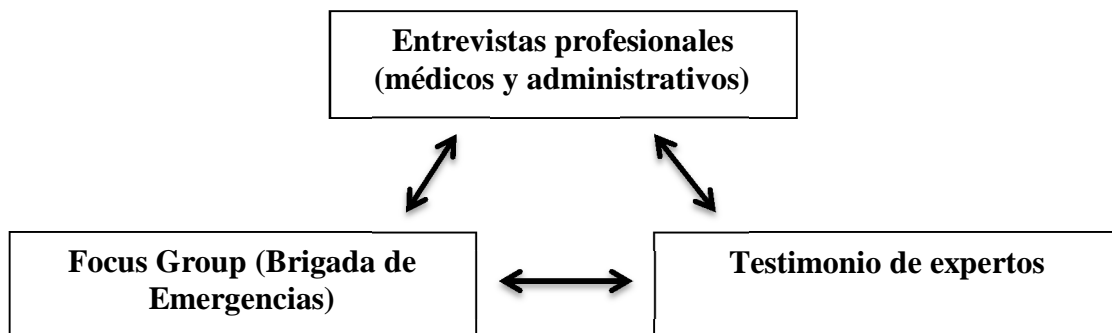 Entrevistas profesionales
(médicos y administrativos)
Focus Group (Brigada de
Emergencias)
Testimonio de expertos